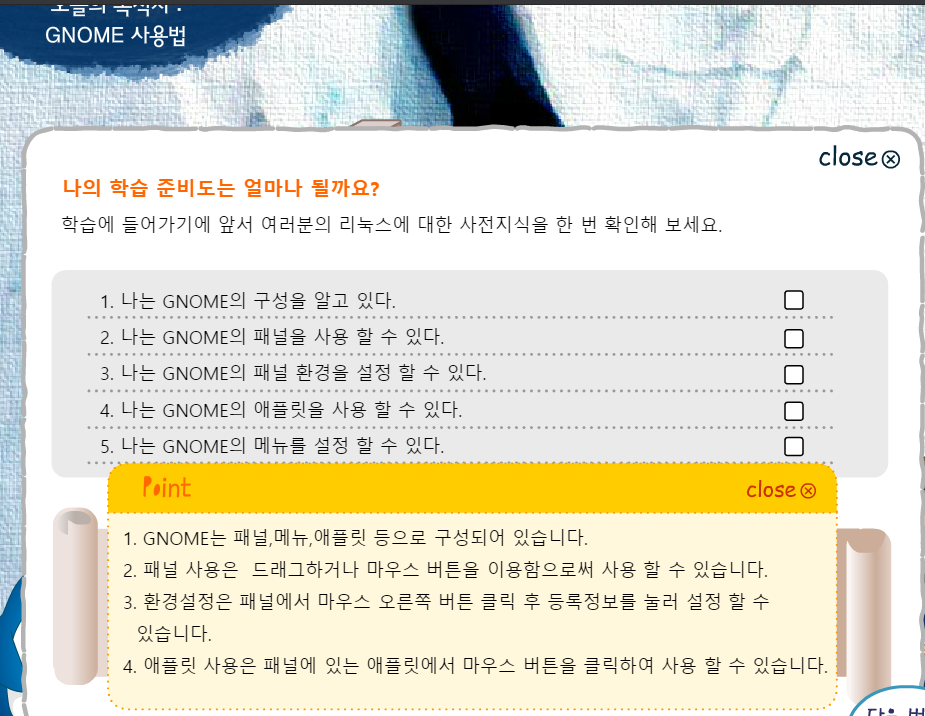 오늘의 목적지 :
GNOME 사용법
close
나의 학습 준비도는 얼마나 될까요?
학습에 들어가기에 앞서 여러분의 리눅스에 대한 사전지식을 한 번 확인해 보세요.
1. 나는 GNOME의 구성을 알고 있다.
2. 나는 GNOME의 패널을 사용 할 수 있다.
3. 나는 GNOME의 패널 환경을 설정 할 수 있다.
4. 나는 GNOME의 애플릿을 사용 할 수 있다.
5. 나는 GNOME의 메뉴를 설정 할 수 있다.
Point
close
1. GNOME는 패널,메뉴,애플릿 등으로 구성되어 있습니다.
2. 패널 사용은 드래그하거나 마우스 버튼을 이용함으로써 사용 할 수 있습니다.
3. 환경설정은 패널에서 마우스 오른쪽 버튼 클릭 후 등록정보를 눌러 설정 할 수
있습니다.
4. 애플릿 사용은 패널에 있는 애플릿에서 마우스 버튼을 클릭하여 사용 할 수 있습니다.